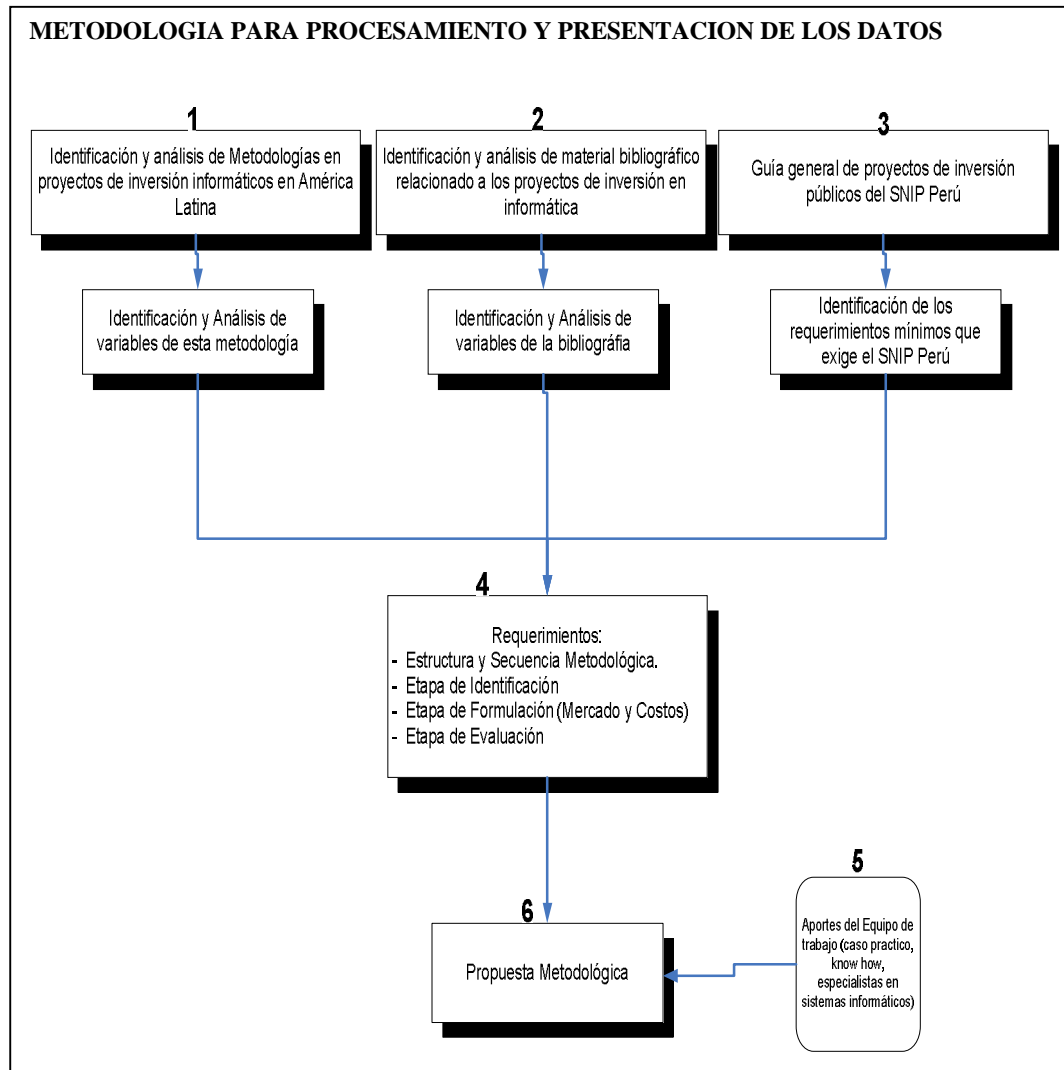 METODOLOGIA PARA PROCESAMIENTO Y PRESENTACION DE LOS DATOS
1
Identificación y análisis de Metodologías en
proyectos de inversión informáticos en América
Latina
2
Identificación y análisis de material bibliográfico
relacionado a los proyectos de inversión en
informática
3
Guía general de proyectos de inversión
públicos del SNIP Perú
Identificación y Análisis de
variables de esta metodología
Identificación y Análisis de
variables de la bibliográfia
Identificación de los
requerimientos mínimos que
exige el SNIP Perú
4
Requerimientos:
- Estructura y Secuencia Metodológica.
- Etapa de Identificación
- Etapa de Formulación (Mercado y Costos)
- Etapa de Evaluación
5
Aportes del Equipo de
trabajo (caso practico,
know how,
especialistas en
sistemas informáticos)
6
Propuesta Metodológica